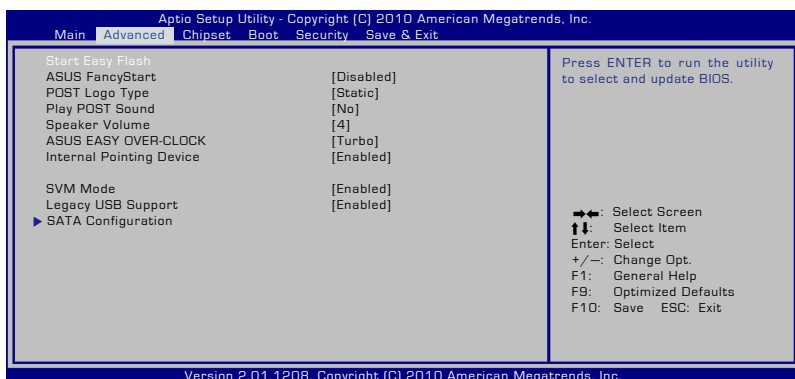 Aptio Setup Utility - Copyright (C) 2010 American Megatrends, Inc.
Main Advanced Chipset Boot Security Save & Exit
Start Easy Flash
ASUS FancyStart [Disabled]
POST Logo Type [Static]
Play POST Sound [No]
Speaker Volume [4]
ASUS EASY OVER-CLOCK [Turbo]
Internal Pointing Device [Enabled]
SVM Mode [Enabled]
Legacy USB Support [Enabled]
SATA Configuration
Press ENTER to run the utility
to select and update BIOS.
→←: Select Screen
↑↓: Select Item
Enter: Select
+/—: Change Opt.
F1: General Help
F9: Optimized Defaults
F10: Save ESC: Exit
Version 2.01.1208. Copyright (C) 2010 American Megatrends, Inc.